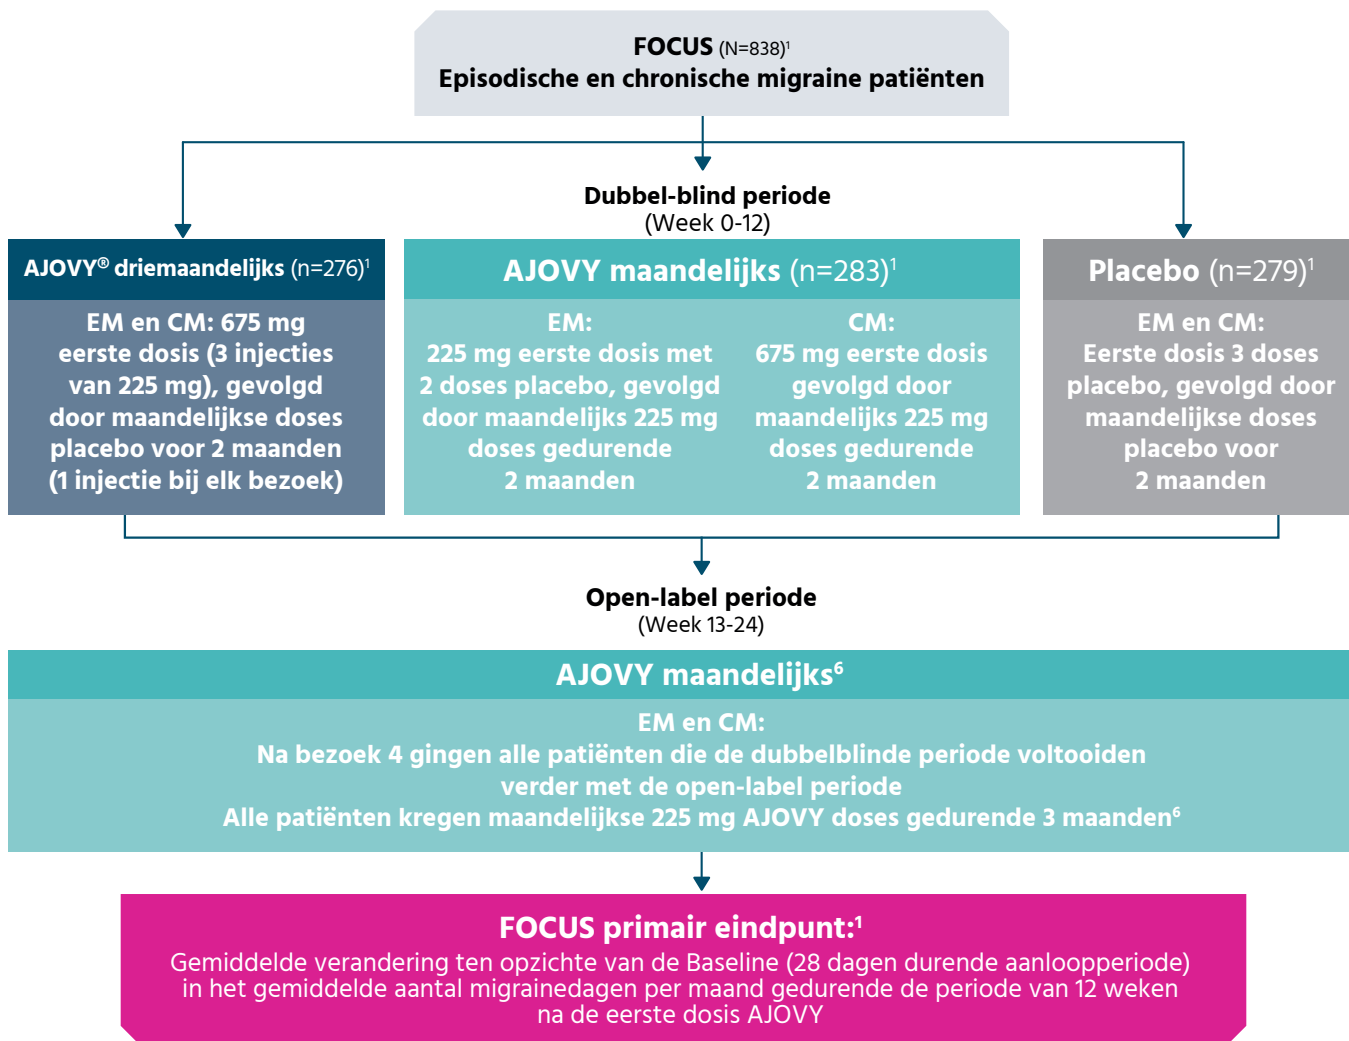 FOCUS (N=838)¹
Episodische en chronische migraine patiënten
Dubbel-blind periode
(Week 0-12)
AJOVY® driemaandelijks (n=276)¹
EM en CM: 675 mg
eerste dosis (3 injecties
van 225 mg), gevolgd
door maandelijkse doses
placebo voor 2 maanden
(1 injectie bij elk bezoek)
AJOVY maandelijks (n=283)¹
EM:
225 mg eerste dosis met
2 doses placebo, gevolgd
door maandelijks 225 mg
doses gedurende
2 maanden
CM:
675 mg eerste dosis
gevolgd door
maandelijks 225 mg
doses gedurende
2 maanden
Placebo (n=279)¹
EM en CM:
Eerste dosis 3 doses
placebo, gevolgd door
maandelijkse doses
placebo voor
2 maanden
Open-label periode
(Week 13-24)
AJOVY maandelijks⁶
EM en CM:
Na bezoek 4 gingen alle patiënten die de dubbelblinde periode voltooiden
verder met de open-label periode
Alle patiënten kregen maandelijkse 225 mg AJOVY doses gedurende 3 maanden⁶
FOCUS primair eindpunt:¹
Gemiddelde verandering ten opzichte van de Baseline (28 dagen durende aanloopperiode)
in het gemiddelde aantal migrainedagen per maand gedurende de periode van 12 weken
na de eerste dosis AJOVY